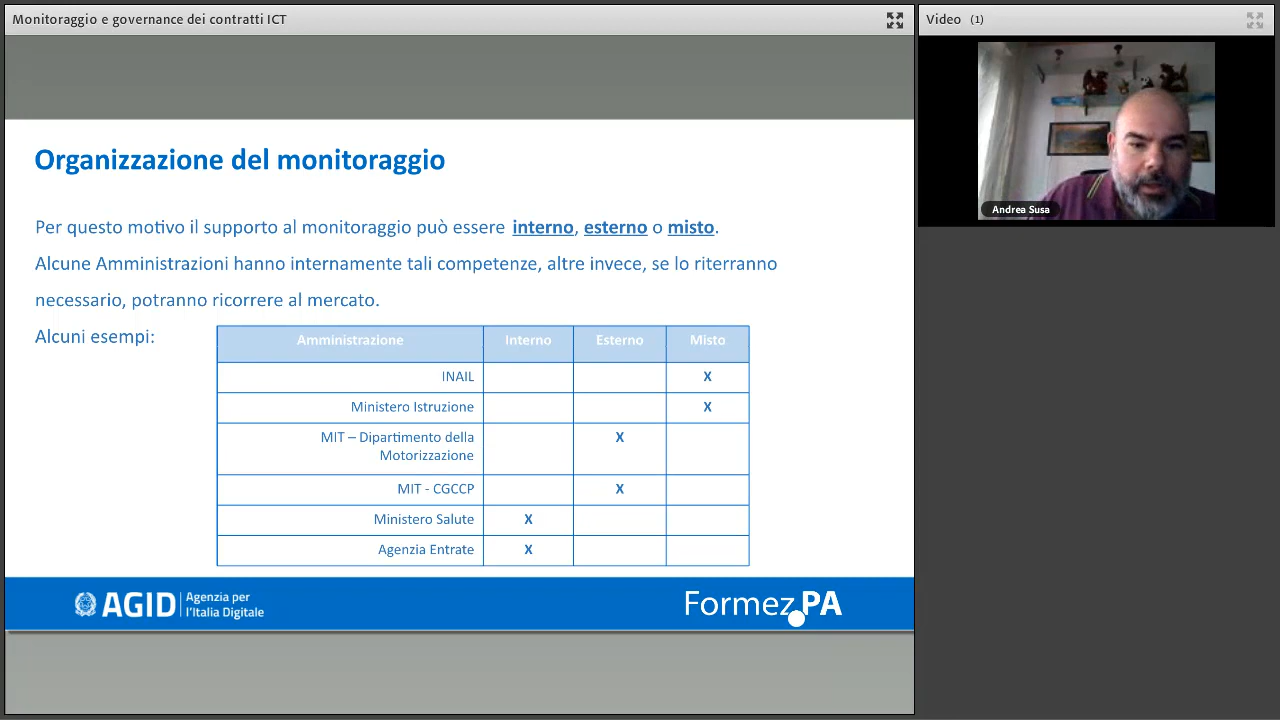 Monitoraggio e governance dei contratti ICT
Video (1)
Andrea Susa
Organizzazione del monitoraggio
Per questo motivo il supporto al monitoraggio può essere interno, esterno o misto.
Alcune Amministrazioni hanno internamente tali competenze, altre invece, se lo riterranno
necessario, potranno ricorrere al mercato.
Alcuni esempi:
Amministrazione Interno Esterno Misto
INAIL X
Ministero Istruzione X
MIT – Dipartimento della X
Motorizzazione
MIT - CGCCP X
Ministero Salute X
Agenzia Entrate X
AGID Agenzia per
l'Italia Digitale
Formez PA